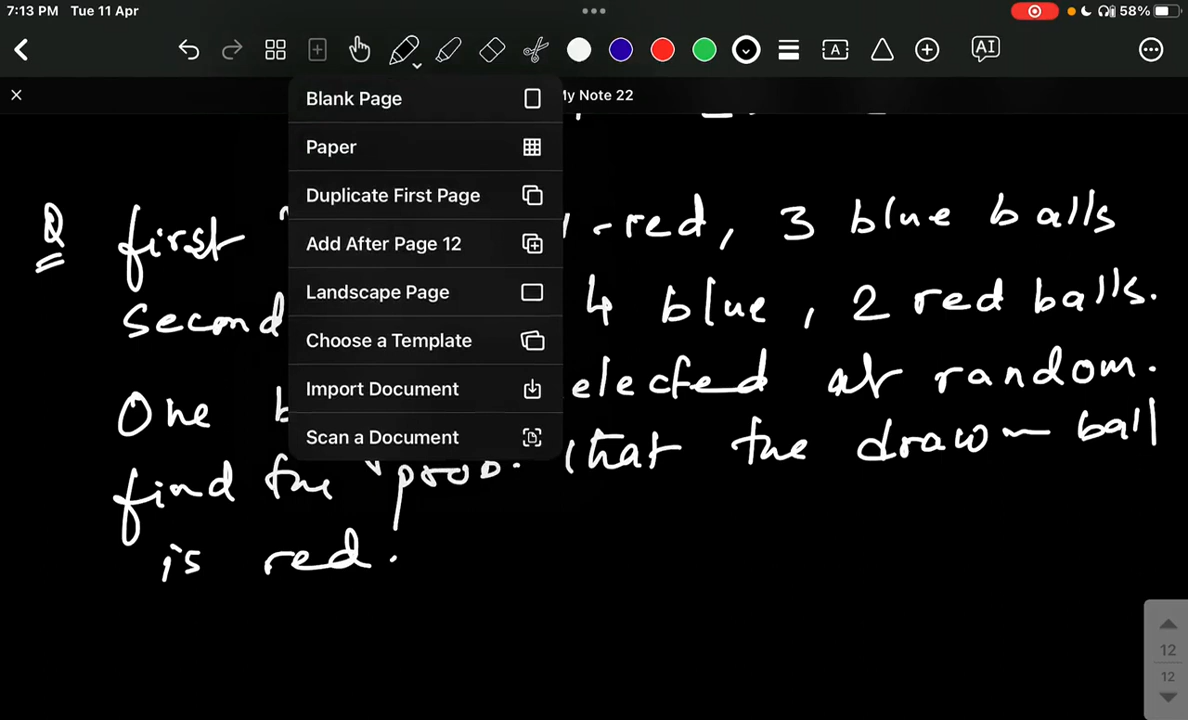 7:13 PM Tue 11 Apr
58%
A
AI
My Note 22
Blank Page
Paper
Duplicate First Page
Add After Page 12
Landscape Page
Choose a Template
Import Document
Scan a Document
Q first - red, 3 blue balls
Second 4 blue, 2 red balls.
One at random.
find the prob. that the drawn ball
is red.
12
12